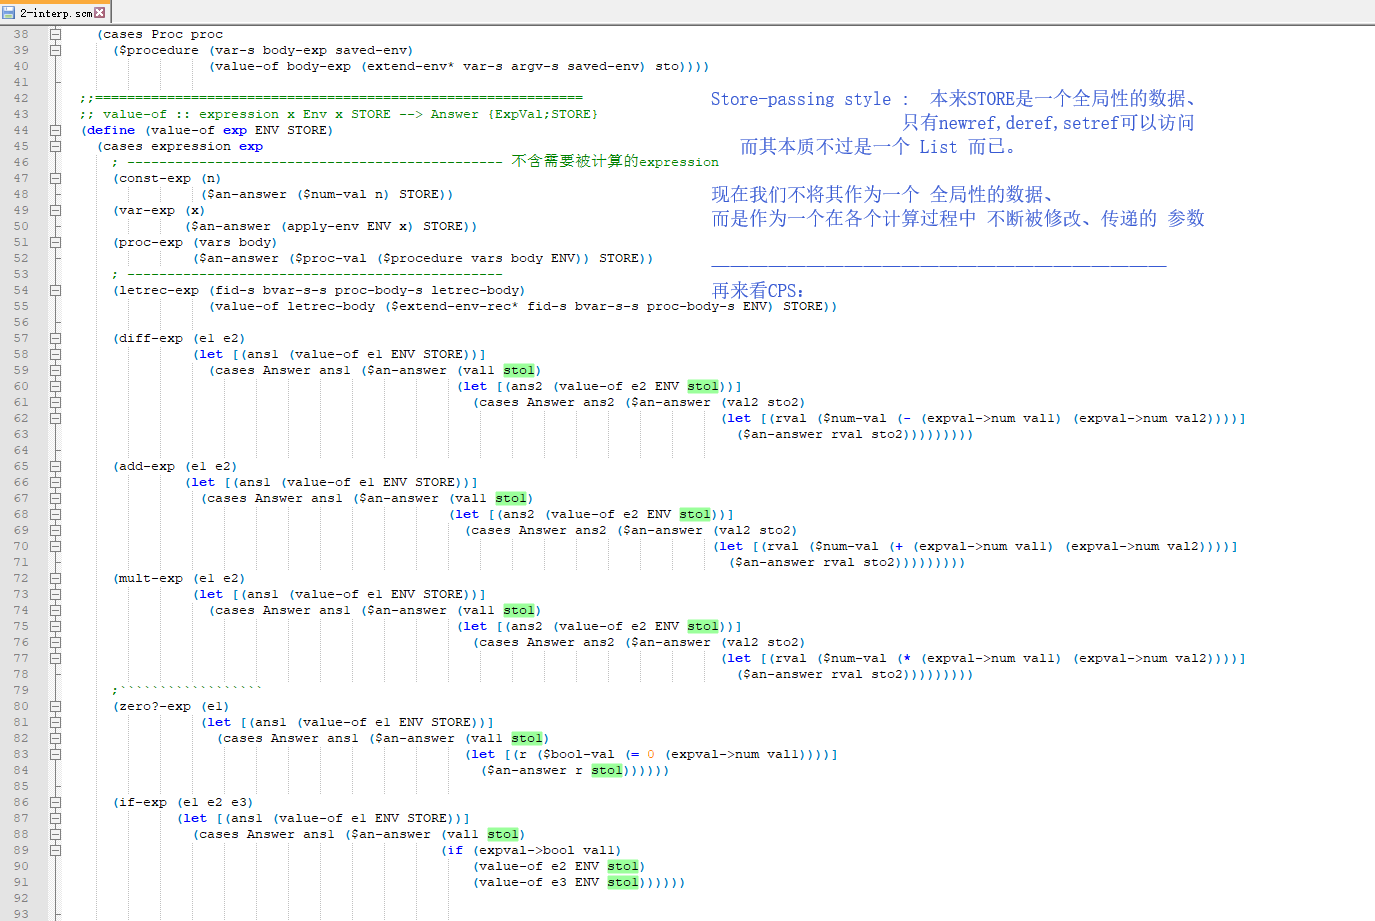 2-interp.scm
38 (cases Proc proc
39 ($procedure (var-s body-exp saved-env)
40 (value-of body-exp (extend-env* var-s argv-s saved-env) sto))))
41
42 ;;=============================================================
43 ;; value-of :: expression x Env x STORE --> Answer {ExpVal;STORE}
44 (define (value-of exp ENV STORE)
45 (cases expression exp
46 ; ----------------------------------------------- 不含需要被计算的expression
47 (const-exp (n)
48 ($an-answer ($num-val n) STORE))
49 (var-exp (x)
50 ($an-answer (apply-env ENV x) STORE))
51 (proc-exp (vars body)
52 ($an-answer ($proc-val ($procedure vars body ENV)) STORE))
53 ; -----------------------------------------------
54 (letrec-exp (fid-s bvar-s-s proc-body-s letrec-body)
55 (value-of letrec-body ($extend-env-rec* fid-s bvar-s-s proc-body-s ENV) STORE))
56
57 (diff-exp (e1 e2)
58 (let [(ans1 (value-of e1 ENV STORE))]
59 (cases Answer ans1 ($an-answer (val1 sto1)
60 (let [(ans2 (value-of e2 ENV sto1))]
61 (cases Answer ans2 ($an-answer (val2 sto2)
62 (let [(rval ($num-val (- (expval->num val1) (expval->num val2))))]
63 ($an-answer rval sto2)))))))))
64
65 (add-exp (e1 e2)
66 (let [(ans1 (value-of e1 ENV STORE))]
67 (cases Answer ans1 ($an-answer (val1 sto1)
68 (let [(ans2 (value-of e2 ENV sto1))]
69 (cases Answer ans2 ($an-answer (val2 sto2)
70 (let [(rval ($num-val (+ (expval->num val1) (expval->num val2))))]
71 ($an-answer rval sto2)))))))))
72 (mult-exp (e1 e2)
73 (let [(ans1 (value-of e1 ENV STORE))]
74 (cases Answer ans1 ($an-answer (val1 sto1)
75 (let [(ans2 (value-of e2 ENV sto1))]
76 (cases Answer ans2 ($an-answer (val2 sto2)
77 (let [(rval ($num-val (* (expval->num val1) (expval->num val2))))]
78 ($an-answer rval sto2)))))))))
79 ;``````````````````
80 (zero?-exp (e1)
81 (let [(ans1 (value-of e1 ENV STORE))]
82 (cases Answer ans1 ($an-answer (val1 sto1)
83 (let [(r ($bool-val (= 0 (expval->num val1))))]
84 ($an-answer r sto1))))))
85
86 (if-exp (e1 e2 e3)
87 (let [(ans1 (value-of e1 ENV STORE))]
88 (cases Answer ans1 ($an-answer (val1 sto1)
89 (if (expval->bool val1)
90 (value-of e2 ENV sto1)
91 (value-of e3 ENV sto1))))))
92
93
Store-passing style : 本来STORE是一个全局性的数据、
只有newref,deref,setref可以访问
而其本质不过是一个 List 而已。
现在我们不将其作为一个 全局性的数据、
而是作为一个在各个计算过程中 不断被修改、传递的 参数
再来看CPS: